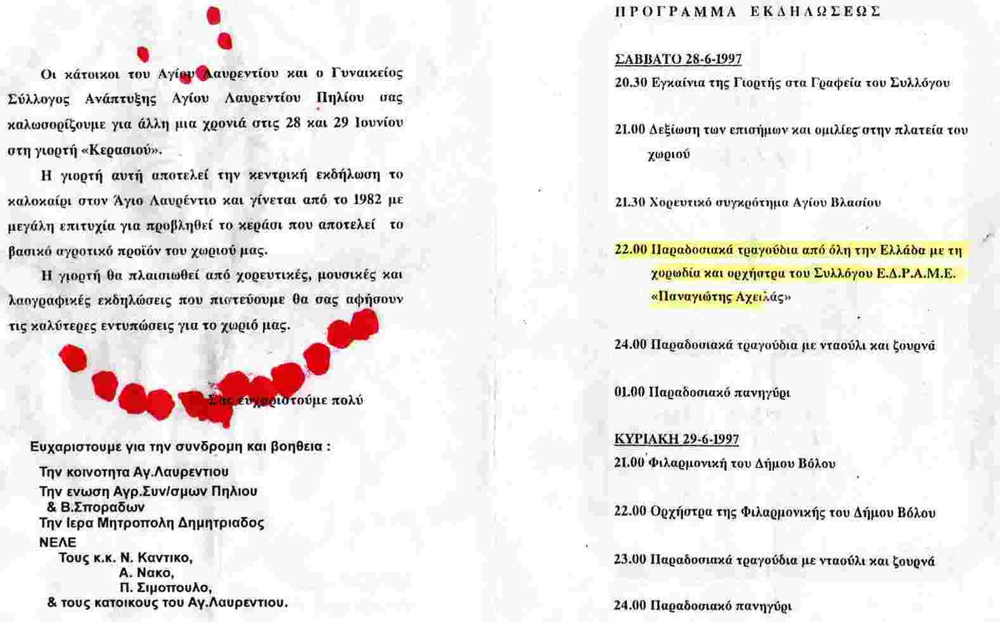 Οι κάτοικοι του Αγίου Λαυρεντίου και ο Γυναικείος
Σύλλογος Ανάπτυξης Αγίου Λαυρεντίου Πηλίου σας
καλωσορίζουμε για άλλη μια χρονιά στις 28 και 29 Ιουνίου
στη γιορτή «Κερασιού».
Η γιορτή αυτή αποτελεί την κεντρική εκδήλωση το
καλοκαίρι στον Άγιο Λαυρέντιο και γίνεται από το 1982 με
μεγάλη επιτυχία για προβληθεί το κεράσι που αποτελεί το
βασικό αγροτικό προϊόν του χωριού μας.
Η γιορτή θα πλαισιωθεί από χορευτικές, μουσικές και
λαογραφικές εκδηλώσεις που πιστεύουμε θα σας αφήσουν
τις καλύτερες εντυπώσεις για το χωριό μας.
Σας ευχαριστούμε πολύ
Ευχαριστουμε για την συνδρομη και βοηθεια :
Την κοινοτητα Αγ.Λαυρεντιου
Την ενωση Αγρ.Συν/σμων Πηλιου
& Β.Σποραδων
Την Ιερα Μητροπολη Δημητριαδος
ΝΕΛΕ
Τους κ.κ. Ν. Καντικο,
Α. Νακο,
Π. Σιμοπουλο,
& τους κατοικους του Αγ.Λαυρεντιου.
ΠΡΟΓΡΑΜΜΑ ΕΚΔΗΛΩΣΕΩΣ
ΣΑΒΒΑΤΟ 28-6-1997
20.30 Εγκαίνια της Γιορτής στα Γραφεία του Συλλόγου
21.00 Δεξίωση των επισήμων και ομιλίες στην πλατεία του
χωριού
21.30 Χορευτικό συγκρότημα Αγίου Βλασίου
22.00 Παραδοσιακά τραγούδια από όλη την Ελλάδα με τη
χορωδία και ορχήστρα του Συλλόγου Ε.Δ.Ρ.Α.Μ.Ε.
«Παναγιώτης Αχειλάς»
24.00 Παραδοσιακά τραγούδια με νταούλι και ζουρνά
01.00 Παραδοσιακό πανηγύρι
ΚΥΡΙΑΚΗ 29-6-1997
21.00 Φιλαρμονική του Δήμου Βόλου
22.00 Ορχήστρα της Φιλαρμονικής του Δήμου Βόλου
23.00 Παραδοσιακά τραγούδια με νταούλι και ζουρνά
24.00 Παραδοσιακό πανηγύρι